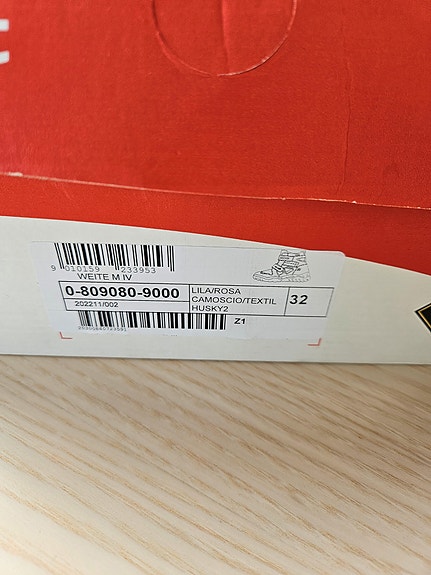 9 010159 233953
WEITE M IV
0-809080-9000
LILA/ROSA
CAMOSCIO/TEXTIL
HUSKY2
32
202211/002
Z1